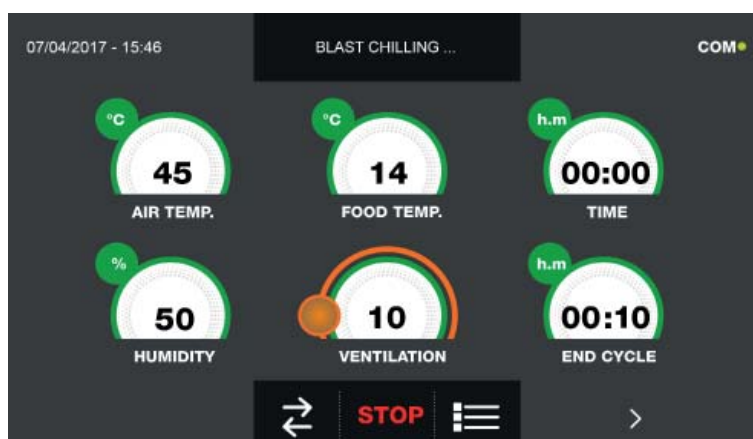 07/04/2017 - 15:46 BLAST CHILLING ... COM
°C °C h.m
45 14 00:00
AIR TEMP. FOOD TEMP. TIME
% h.m
50 10 00:10
HUMIDITY VENTILATION END CYCLE
STOP